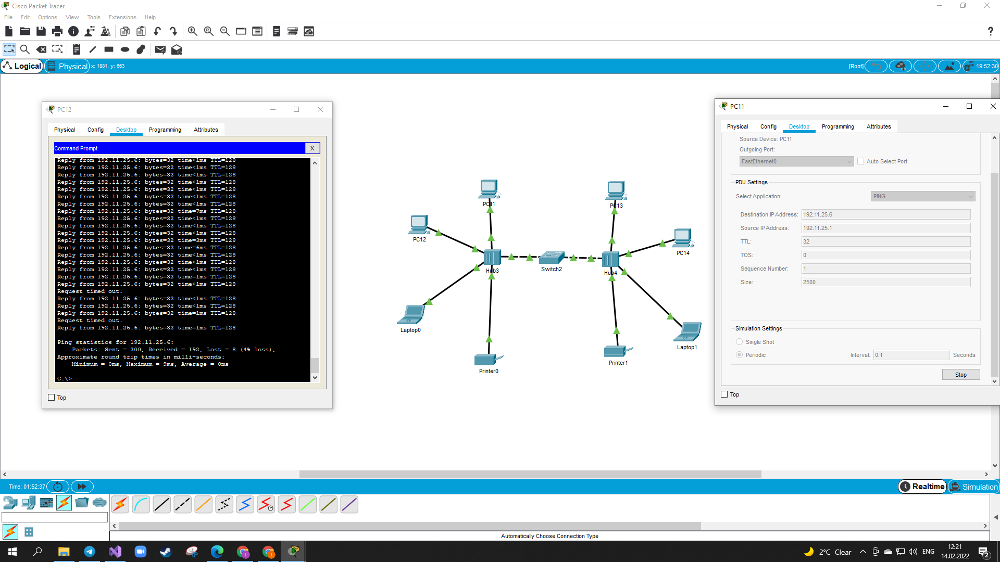 Cisco Packet Tracer
File Edit Options View Tools Extensions Help
Logical Physical x: 1881, y: 663 [Root] 19:52:30
PC12
Physical Config Desktop Programming Attributes
Command Prompt X
Reply from 192.11.25.6: bytes=32 time<1ms TTL=128
Reply from 192.11.25.6: bytes=32 time<1ms TTL=128
Reply from 192.11.25.6: bytes=32 time<1ms TTL=128
Reply from 192.11.25.6: bytes=32 time<1ms TTL=128
Reply from 192.11.25.6: bytes=32 time<1ms TTL=128
Reply from 192.11.25.6: bytes=32 time<1ms TTL=128
Reply from 192.11.25.6: bytes=32 time<1ms TTL=128
Reply from 192.11.25.6: bytes=32 time=7ms TTL=128
Reply from 192.11.25.6: bytes=32 time<1ms TTL=128
Reply from 192.11.25.6: bytes=32 time<1ms TTL=128
Reply from 192.11.25.6: bytes=32 time<1ms TTL=128
Reply from 192.11.25.6: bytes=32 time=3ms TTL=128
Reply from 192.11.25.6: bytes=32 time=6ms TTL=128
Reply from 192.11.25.6: bytes=32 time<1ms TTL=128
Reply from 192.11.25.6: bytes=32 time<1ms TTL=128
Reply from 192.11.25.6: bytes=32 time<1ms TTL=128
Reply from 192.11.25.6: bytes=32 time=1ms TTL=128
Reply from 192.11.25.6: bytes=32 time<1ms TTL=128
Request timed out.
Reply from 192.11.25.6: bytes=32 time<1ms TTL=128
Reply from 192.11.25.6: bytes=32 time<1ms TTL=128
Reply from 192.11.25.6: bytes=32 time=1ms TTL=128
Request timed out.
Reply from 192.11.25.6: bytes=32 time=1ms TTL=128
Ping statistics for 192.11.25.6:
Packets: Sent = 200, Received = 192, Lost = 8 (4% loss),
Approximate round trip times in milli-seconds:
Minimum = 0ms, Maximum = 9ms, Average = 0ms
C:\>
Top
PC11
PC12
Hub3
Laptop0
Printer0
Switch2
PC13
PC14
Hub4
Laptop1
Printer1
PC11
Physical Config Desktop Programming Attributes
Source Device: PC11
Outgoing Port:
FastEthernet0 Auto Select Port
PDU Settings
Select Application: PING
Destination IP Address: 192.11.25.6
Source IP Address: 192.11.25.1
TTL: 32
TOS: 0
Sequence Number: 1
Size: 2500
Simulation Settings
Single Shot
Periodic Interval: 0.1 Seconds
Stop
Top
Time: 01:52:37 Realtime Simulation
Automatically Choose Connection Type
2°C Clear ENG 12:21
14.02.2022 2